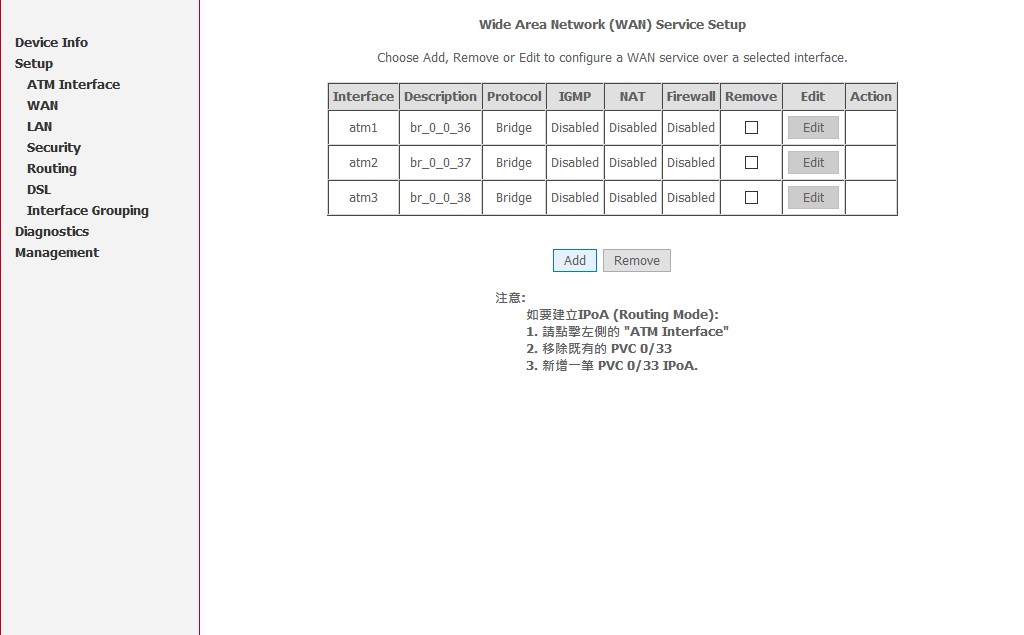 Device Info
Setup
ATM Interface
WAN
LAN
Security
Routing
DSL
Interface Grouping
Diagnostics
Management
Wide Area Network (WAN) Service Setup
Choose Add, Remove or Edit to configure a WAN service over a selected interface.
Interface Description Protocol IGMP NAT Firewall Remove Edit Action
atm1 br_0_0_36 Bridge Disabled Disabled Disabled Edit
atm2 br_0_0_37 Bridge Disabled Disabled Disabled Edit
atm3 br_0_0_38 Bridge Disabled Disabled Disabled Edit
Add Remove
注意:
如要建立IPoA (Routing Mode):
1. 請點擊左側的 "ATM Interface"
2. 移除既有的 PVC 0/33
3. 新增一筆 PVC 0/33 IPoA.